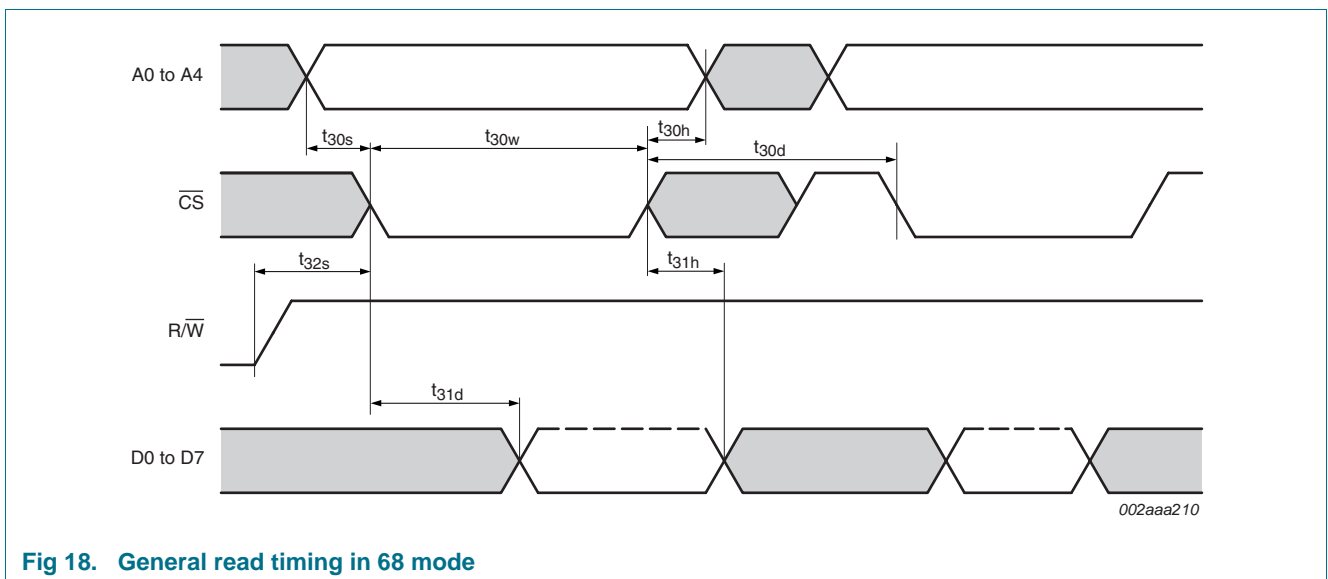 A0 to A4
t30s
t30w
t30h
t30d
CS
t32s
t31h
R/W
t31d
D0 to D7
002aaa210
Fig 18. General read timing in 68 mode